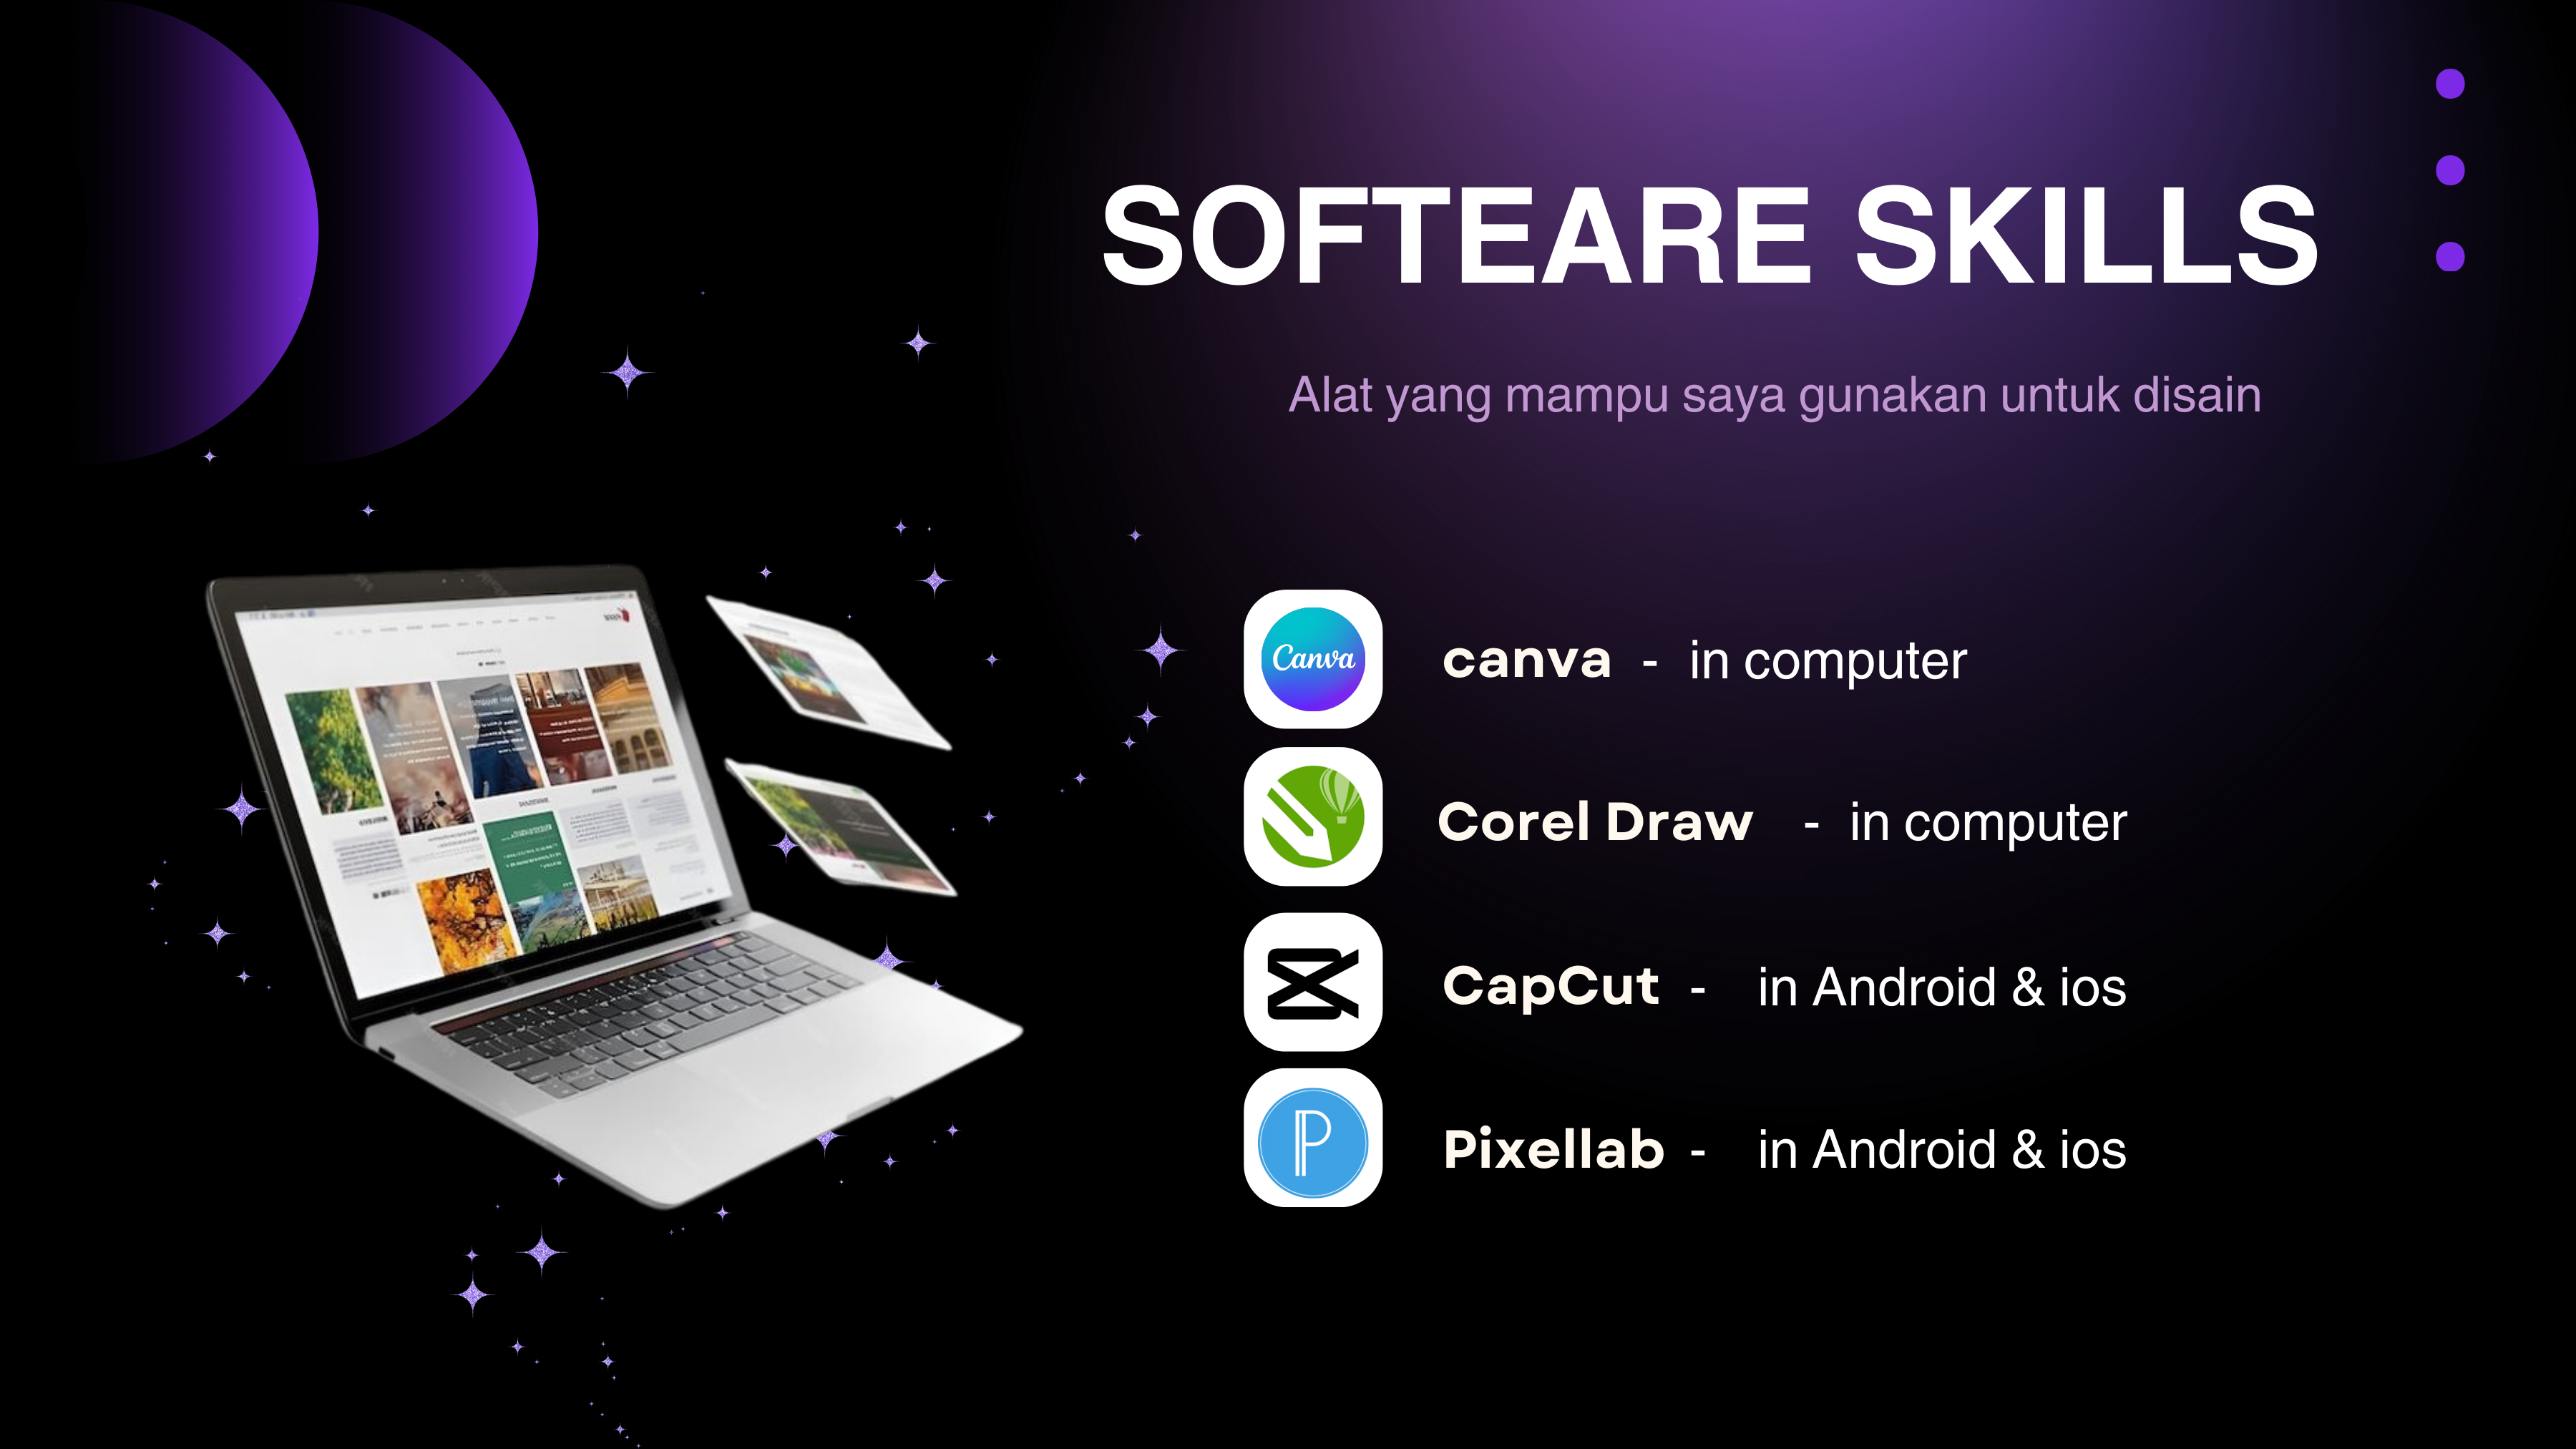 SOFTEARE SKILLS
Alat yang mampu saya gunakan untuk disain
Canva
canva - in computer
Corel Draw - in computer
CapCut - in Android & ios
P
Pixellab - in Android & ios